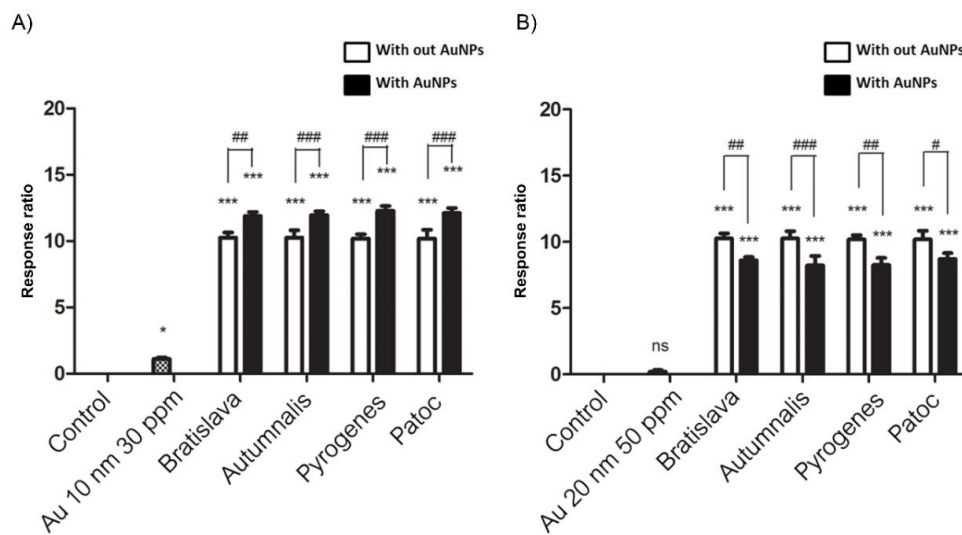 A)
With out AuNPs
With AuNPs
Response ratio
20
15
10
5
0
*
##
###
###
###
***
***
***
***
***
***
***
***
Control
Au 10 nm 30 ppm
Bratislava
Autumnalis
Pyrogenes
Patoc
B)
With out AuNPs
With AuNPs
Response ratio
20
15
10
5
0
ns
##
###
##
#
***
***
***
***
***
***
***
***
Control
Au 20 nm 50 ppm
Bratislava
Autumnalis
Pyrogenes
Patoc